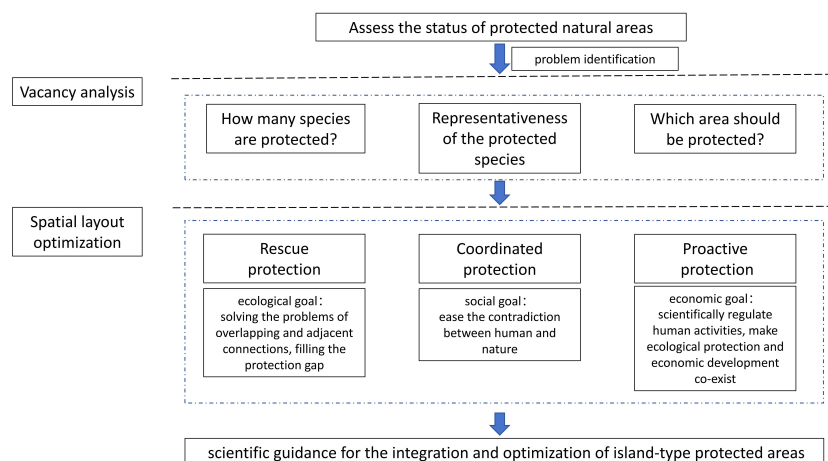 Assess the status of protected natural areas
problem identification
Vacancy analysis
How many species
are protected?
Representativeness
of the protected
species
Which area should
be protected?
Spatial layout
optimization
Rescue
protection
ecological goal:
solving the problems of
overlapping and adjacent
connections, filling the
protection gap
Coordinated
protection
social goal:
ease the contradiction
between human and
nature
Proactive
protection
economic goal:
scientifically regulate
human activities, make
ecological protection and
economic development
co-exist
scientific guidance for the integration and optimization of island-type protected areas